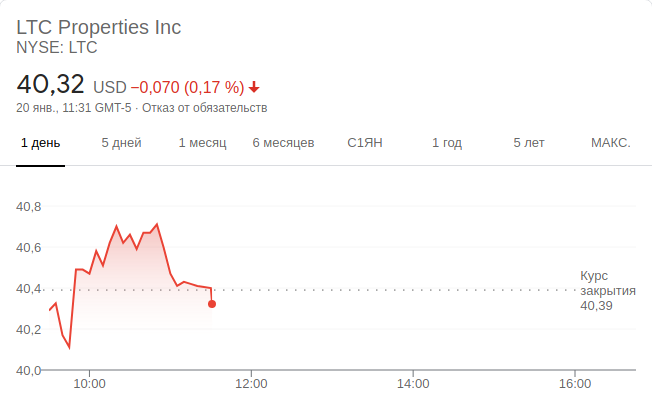 LTC Properties Inc
NYSE: LTC
40,32 USD −0,070 (0,17 %)
20 янв., 11:31 GMT-5 · Отказ от обязательств
1 день 5 дней 1 месяц 6 месяцев С1ЯН 1 год 5 лет МАКС.
40,8
40,6
40,4
40,2
40,0
Курс
закрытия
40,39
10:00 12:00 14:00 16:00